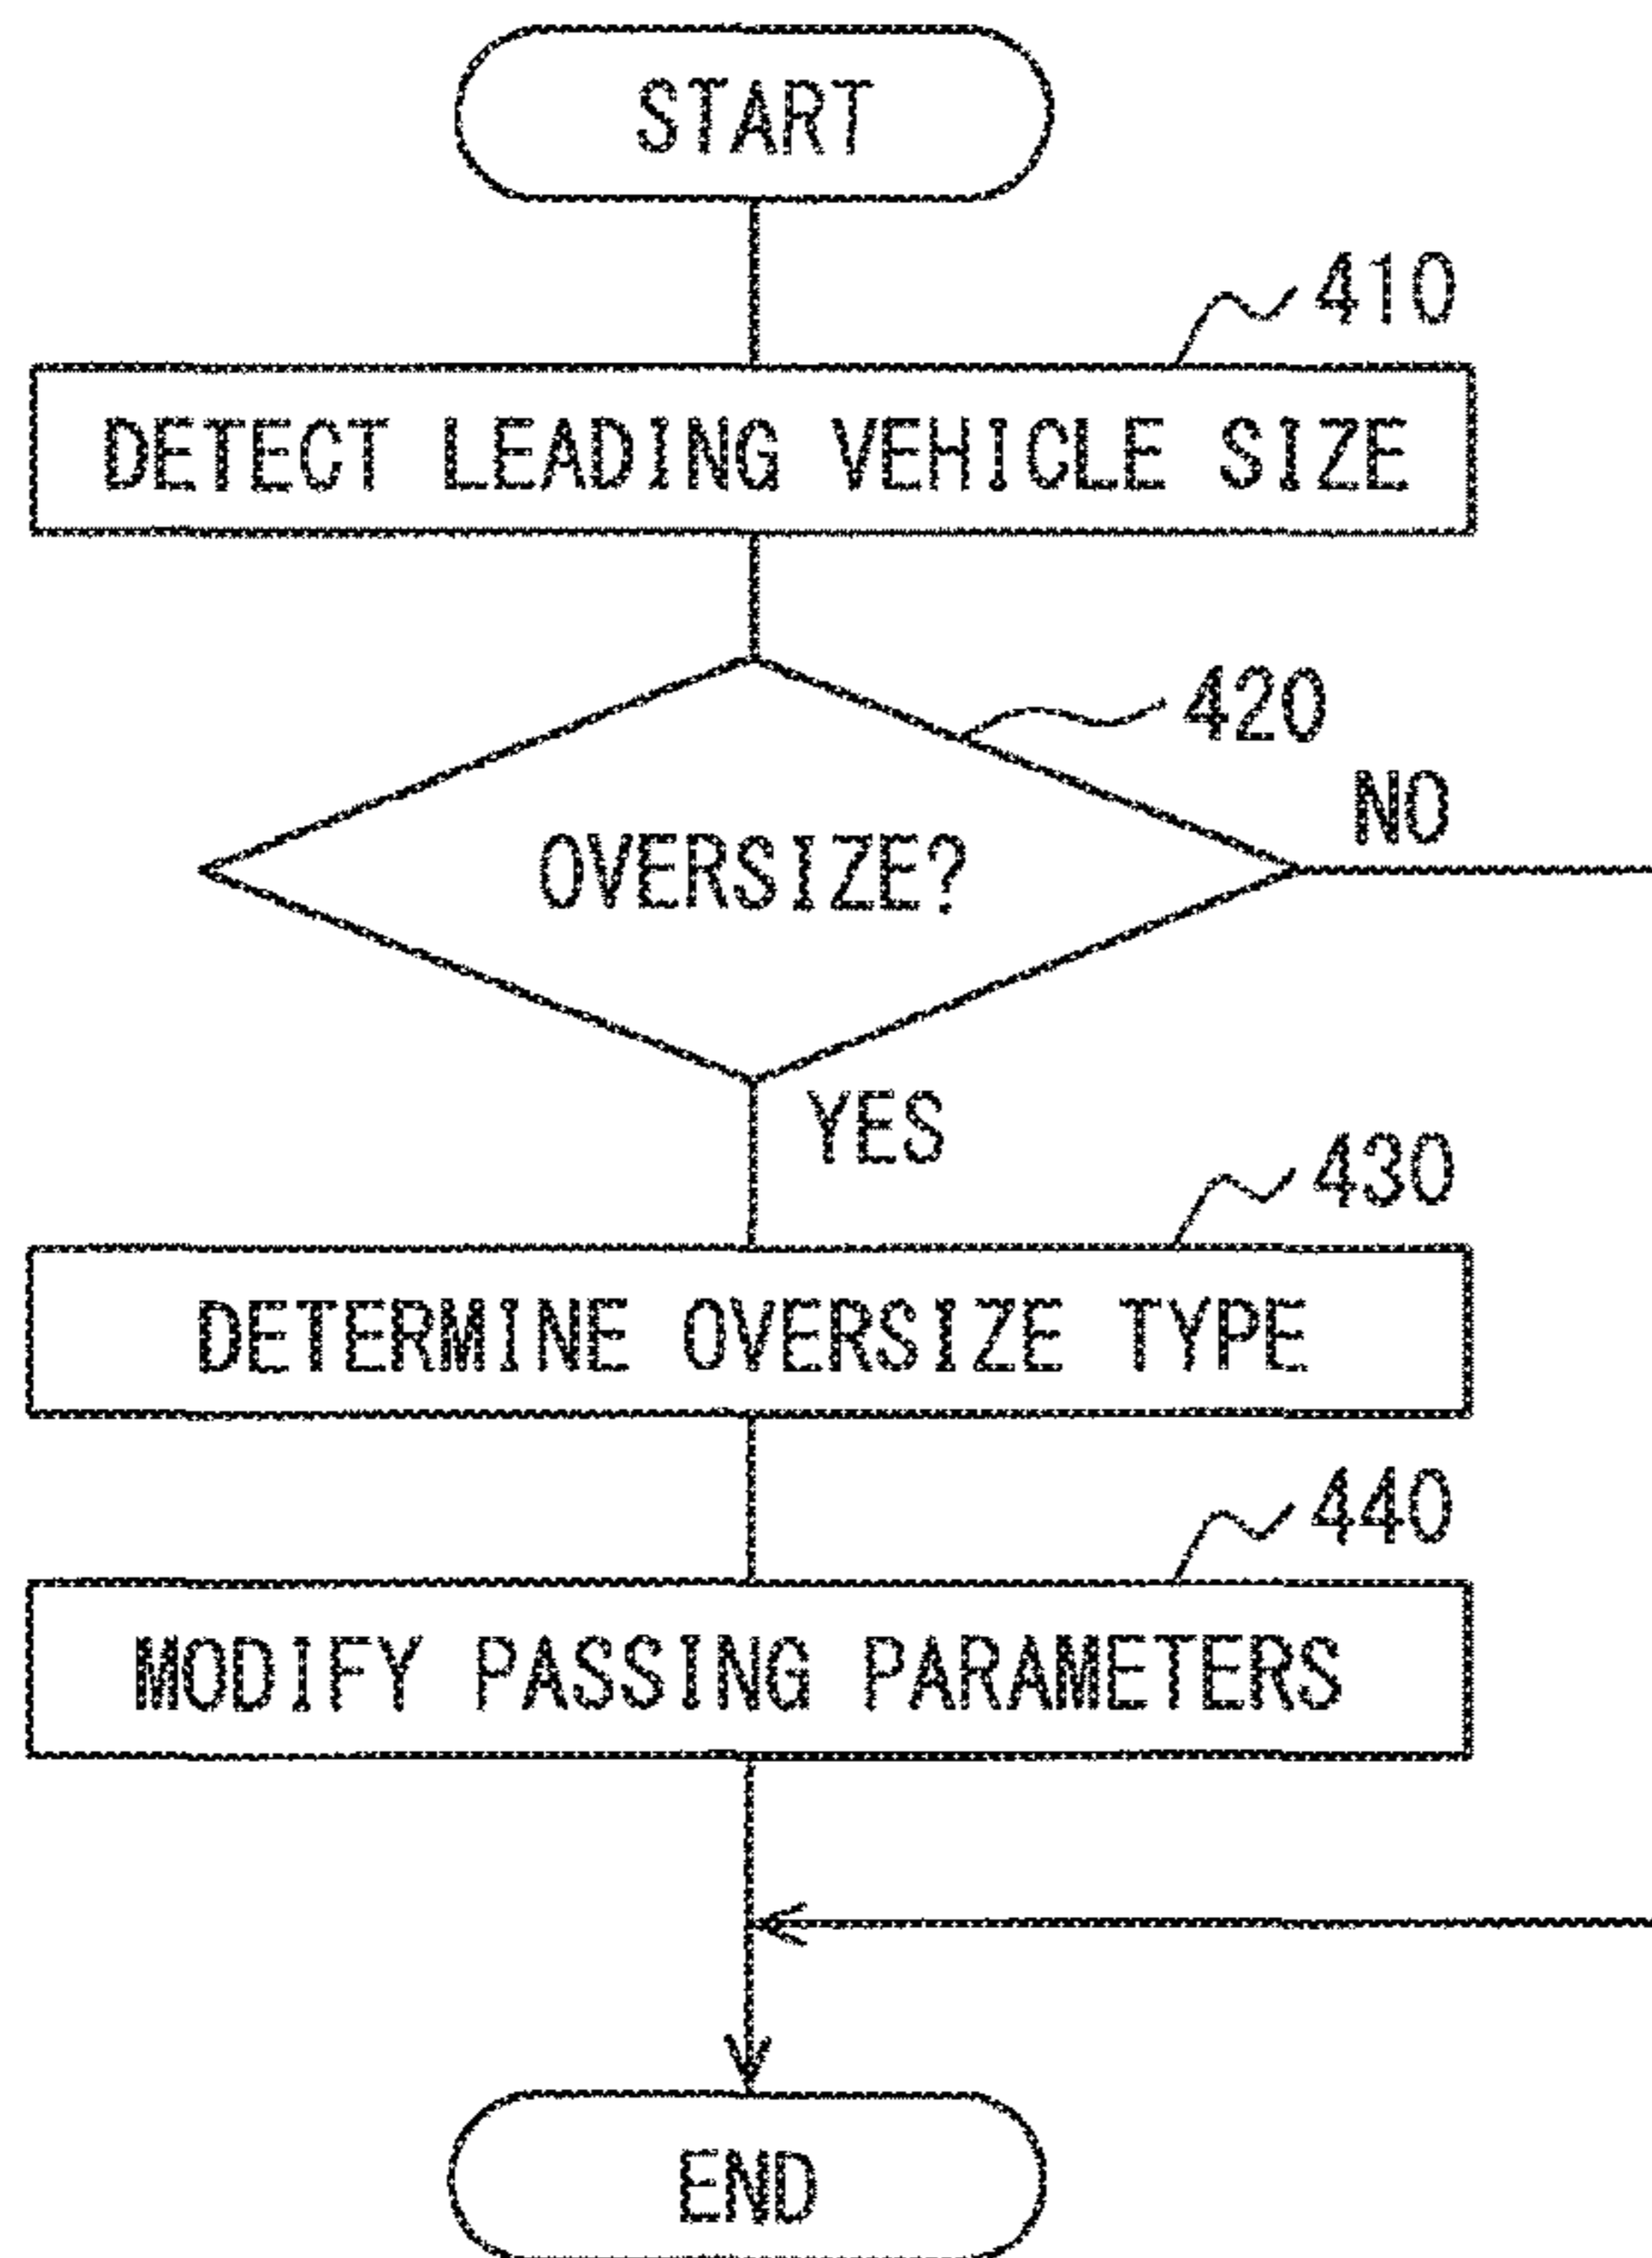 START
410
DETECT LEADING VEHICLE SIZE
420
NO
OVERSIZE?
YES
430
DETERMINE OVERSIZE TYPE
440
MODIFY PASSING PARAMETERS
END